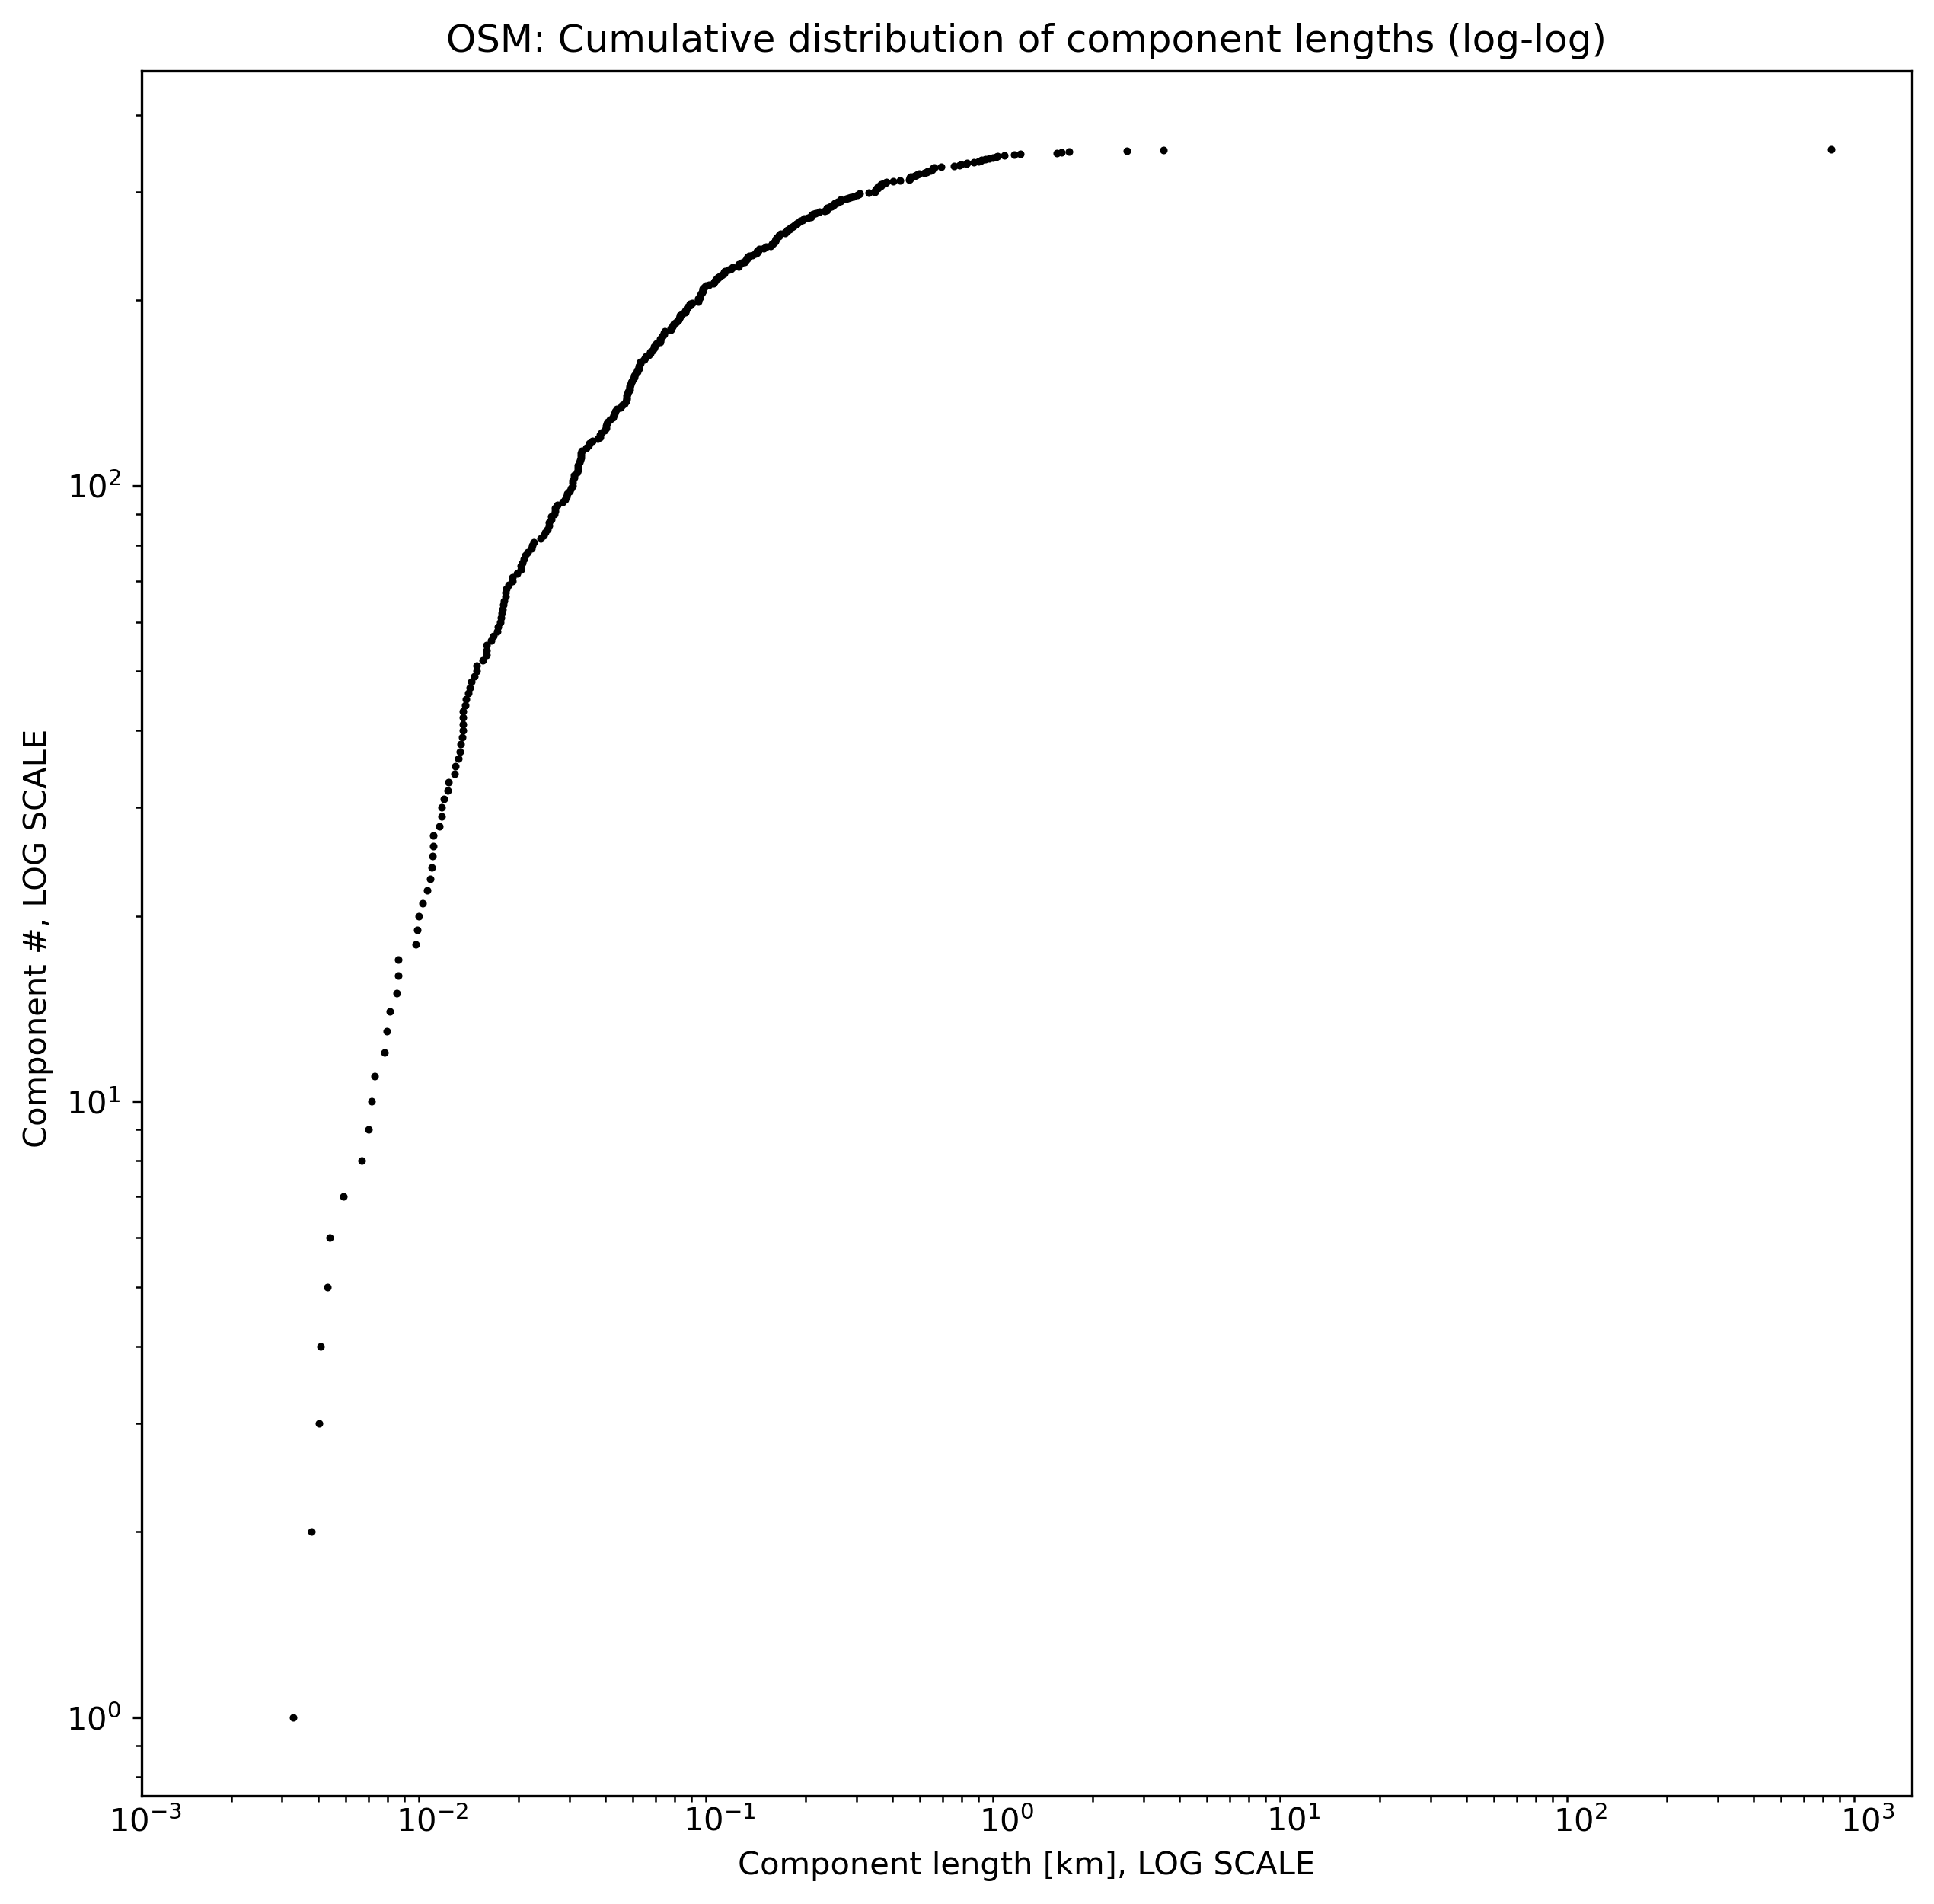 OSM: Cumulative distribution of component lengths (log-log)
Component #, LOG SCALE
10²
10¹
10⁰
10⁻³ 10⁻² 10⁻¹ 10⁰ 10¹ 10² 10³
Component length [km], LOG SCALE